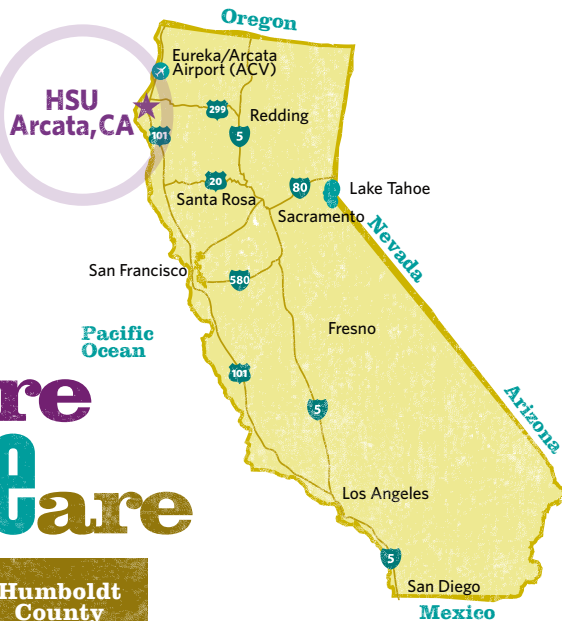 Oregon
Eureka/Arcata
Airport (ACV)
HSU
Arcata, CA
299
Redding
101
5
20
80
Lake Tahoe
Santa Rosa
Sacramento
Nevada
San Francisco
580
Fresno
Pacific
Ocean
101
re
Arizona
5
e are
Los Angeles
5
Humboldt
County
San Diego
Mexico